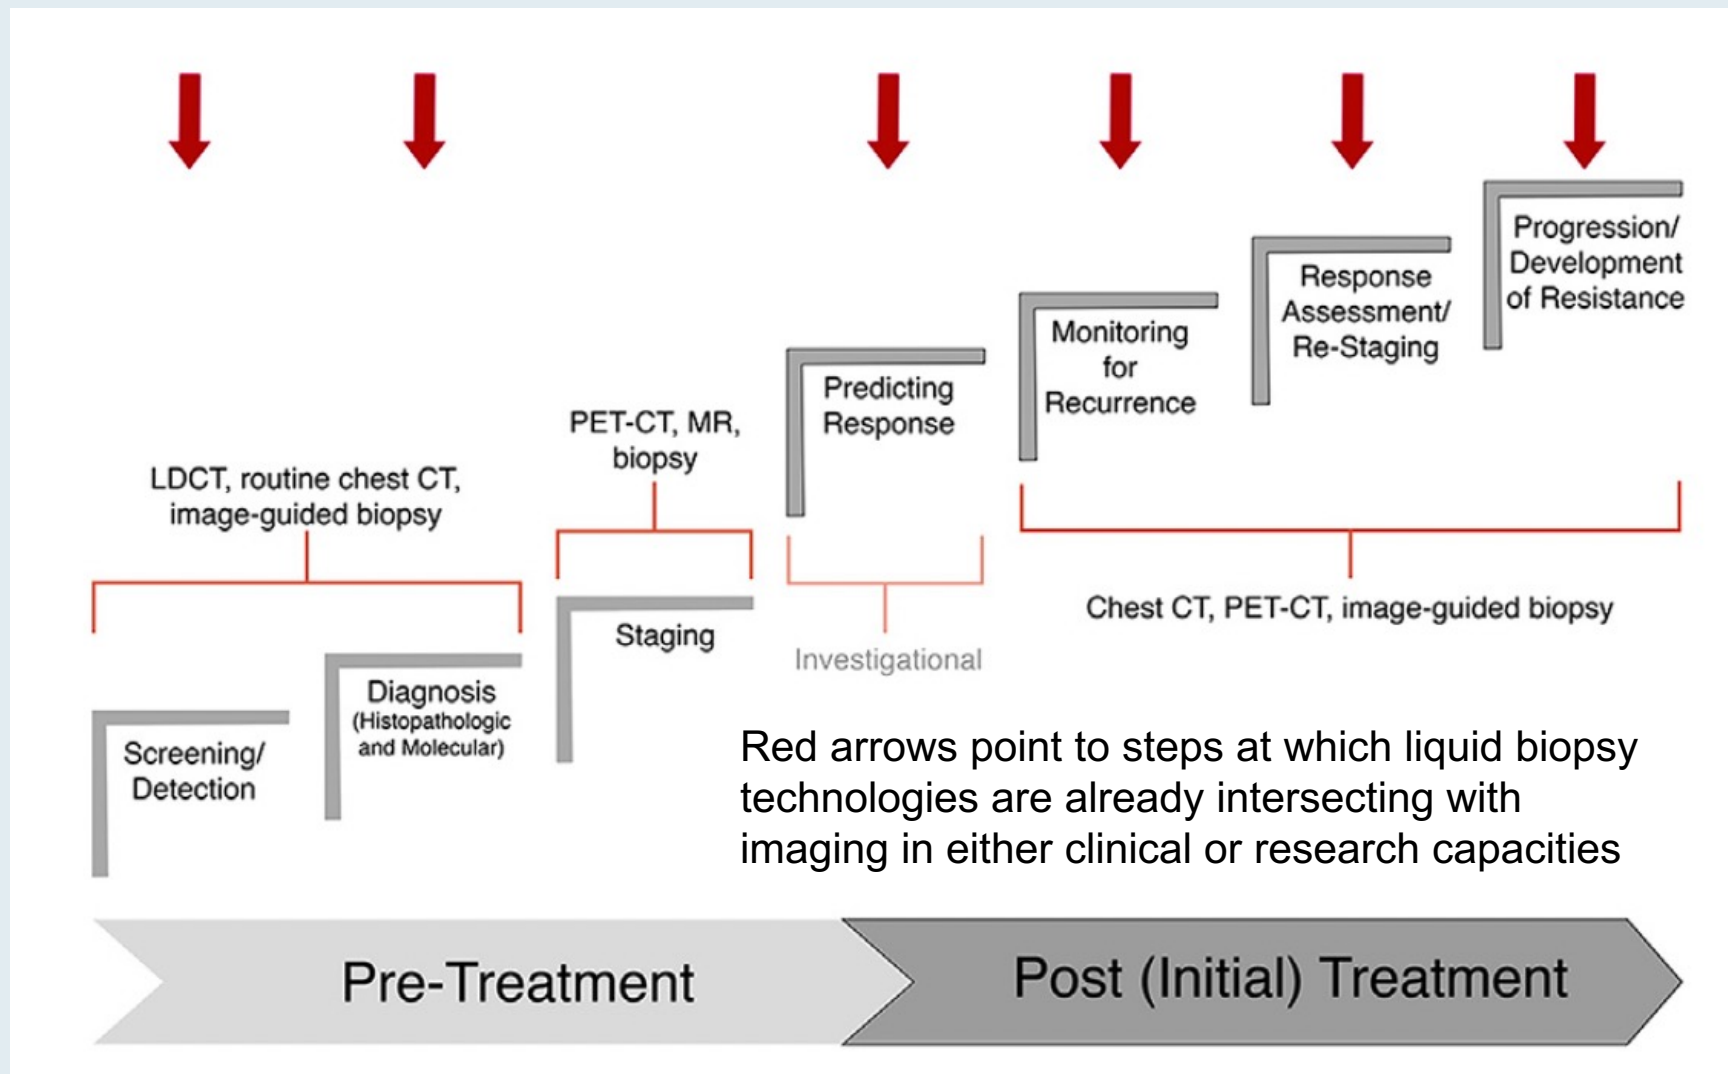 LDCT, routine chest CT,
image-guided biopsy
PET-CT, MR,
biopsy
Screening/
Detection
Diagnosis
(Histopathologic
and Molecular)
Staging
Predicting
Response
Investigational
Monitoring
for
Recurrence
Response
Assessment/
Re-Staging
Progression/
Development
of Resistance
Chest CT, PET-CT, image-guided biopsy
Red arrows point to steps at which liquid biopsy
technologies are already intersecting with
imaging in either clinical or research capacities
Pre-Treatment
Post (Initial) Treatment